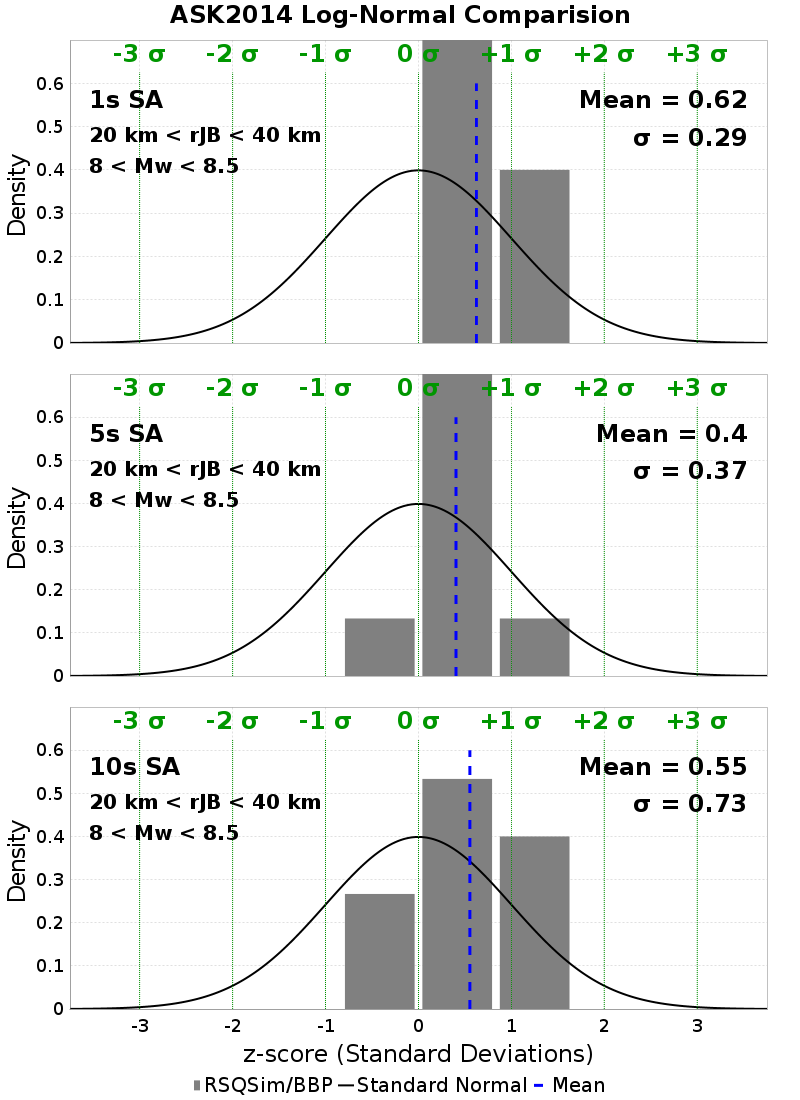 ASK2014 Log-Normal Comparision
-3 σ -2 σ -1 σ 0 σ +1 σ +2 σ +3 σ
1s SA
20 km < rJB < 40 km
8 < Mw < 8.5
Mean = 0.62
σ = 0.29
Density
0.6
0.5
0.4
0.3
0.2
0.1
0
-3 σ -2 σ -1 σ 0 σ +1 σ +2 σ +3 σ
5s SA
20 km < rJB < 40 km
8 < Mw < 8.5
Mean = 0.4
σ = 0.37
Density
0.6
0.5
0.4
0.3
0.2
0.1
0
-3 σ -2 σ -1 σ 0 σ +1 σ +2 σ +3 σ
10s SA
20 km < rJB < 40 km
8 < Mw < 8.5
Mean = 0.55
σ = 0.73
Density
0.6
0.5
0.4
0.3
0.2
0.1
0
-3 -2 -1 0 1 2 3
z-score (Standard Deviations)
RSQSim/BBP Standard Normal Mean